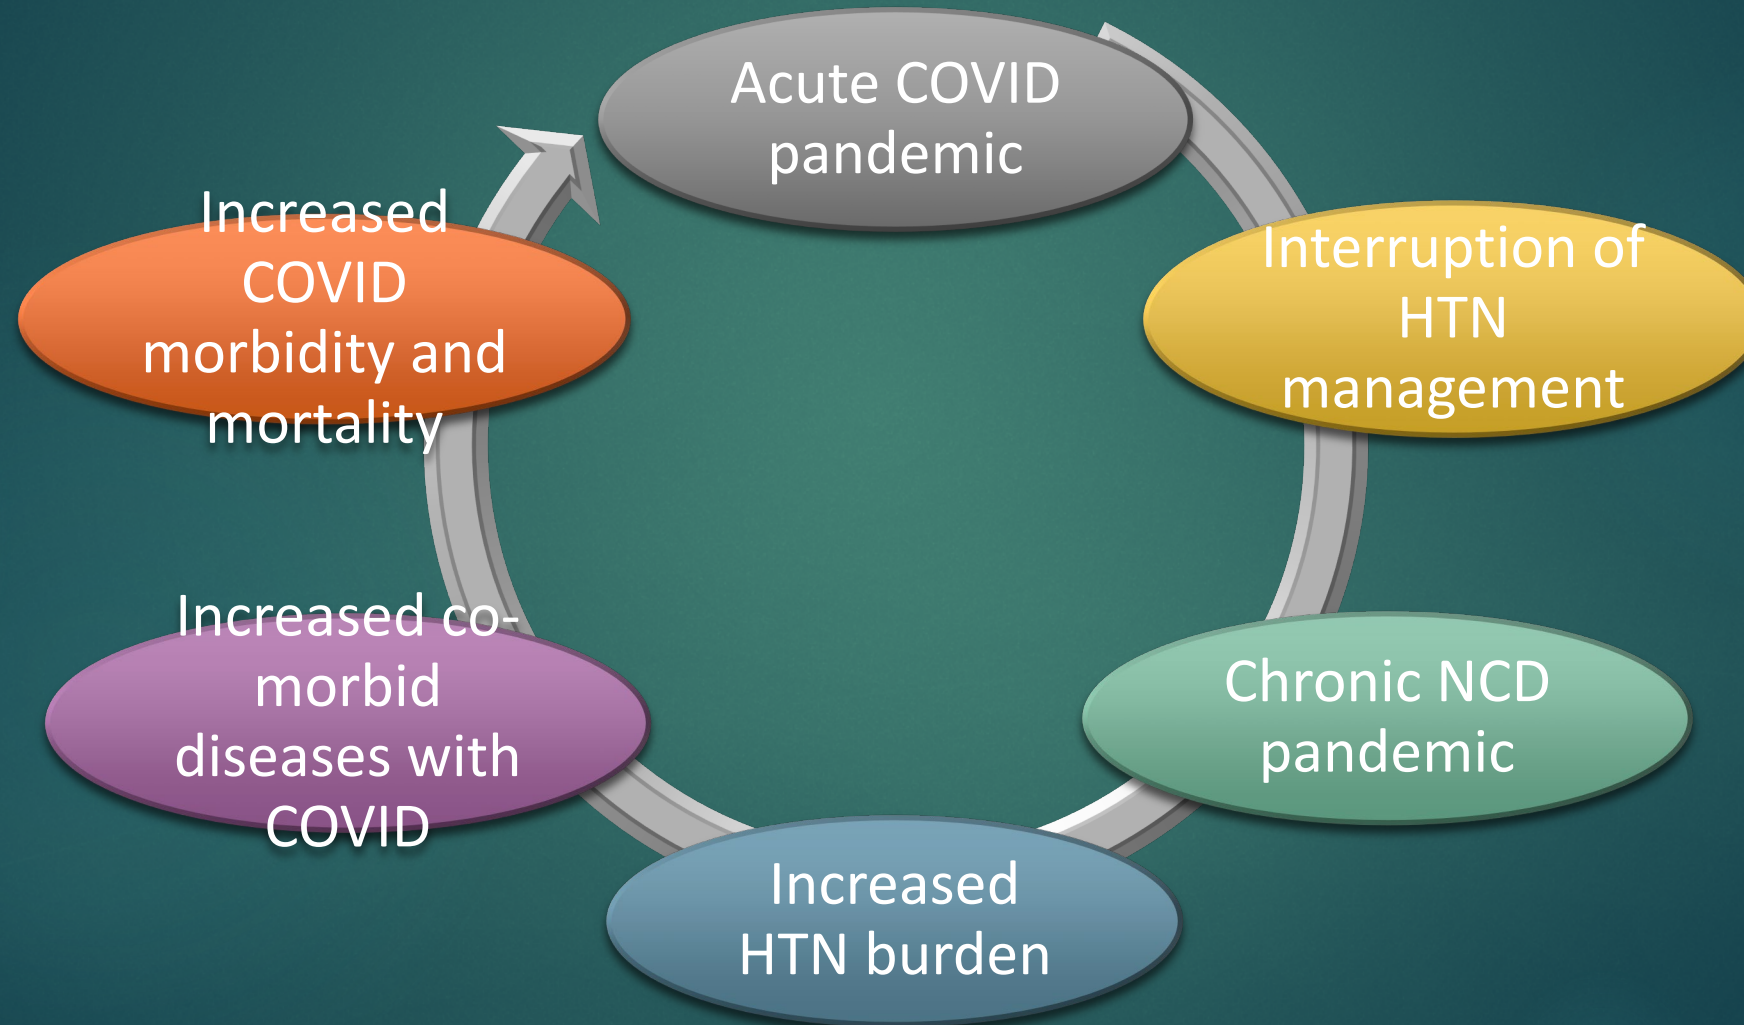 Acute COVID
pandemic
Interruption of
HTN
management
Chronic NCD
pandemic
Increased
HTN burden
Increased co-
morbid
diseases with
COVID
Increased
COVID
morbidity and
mortality